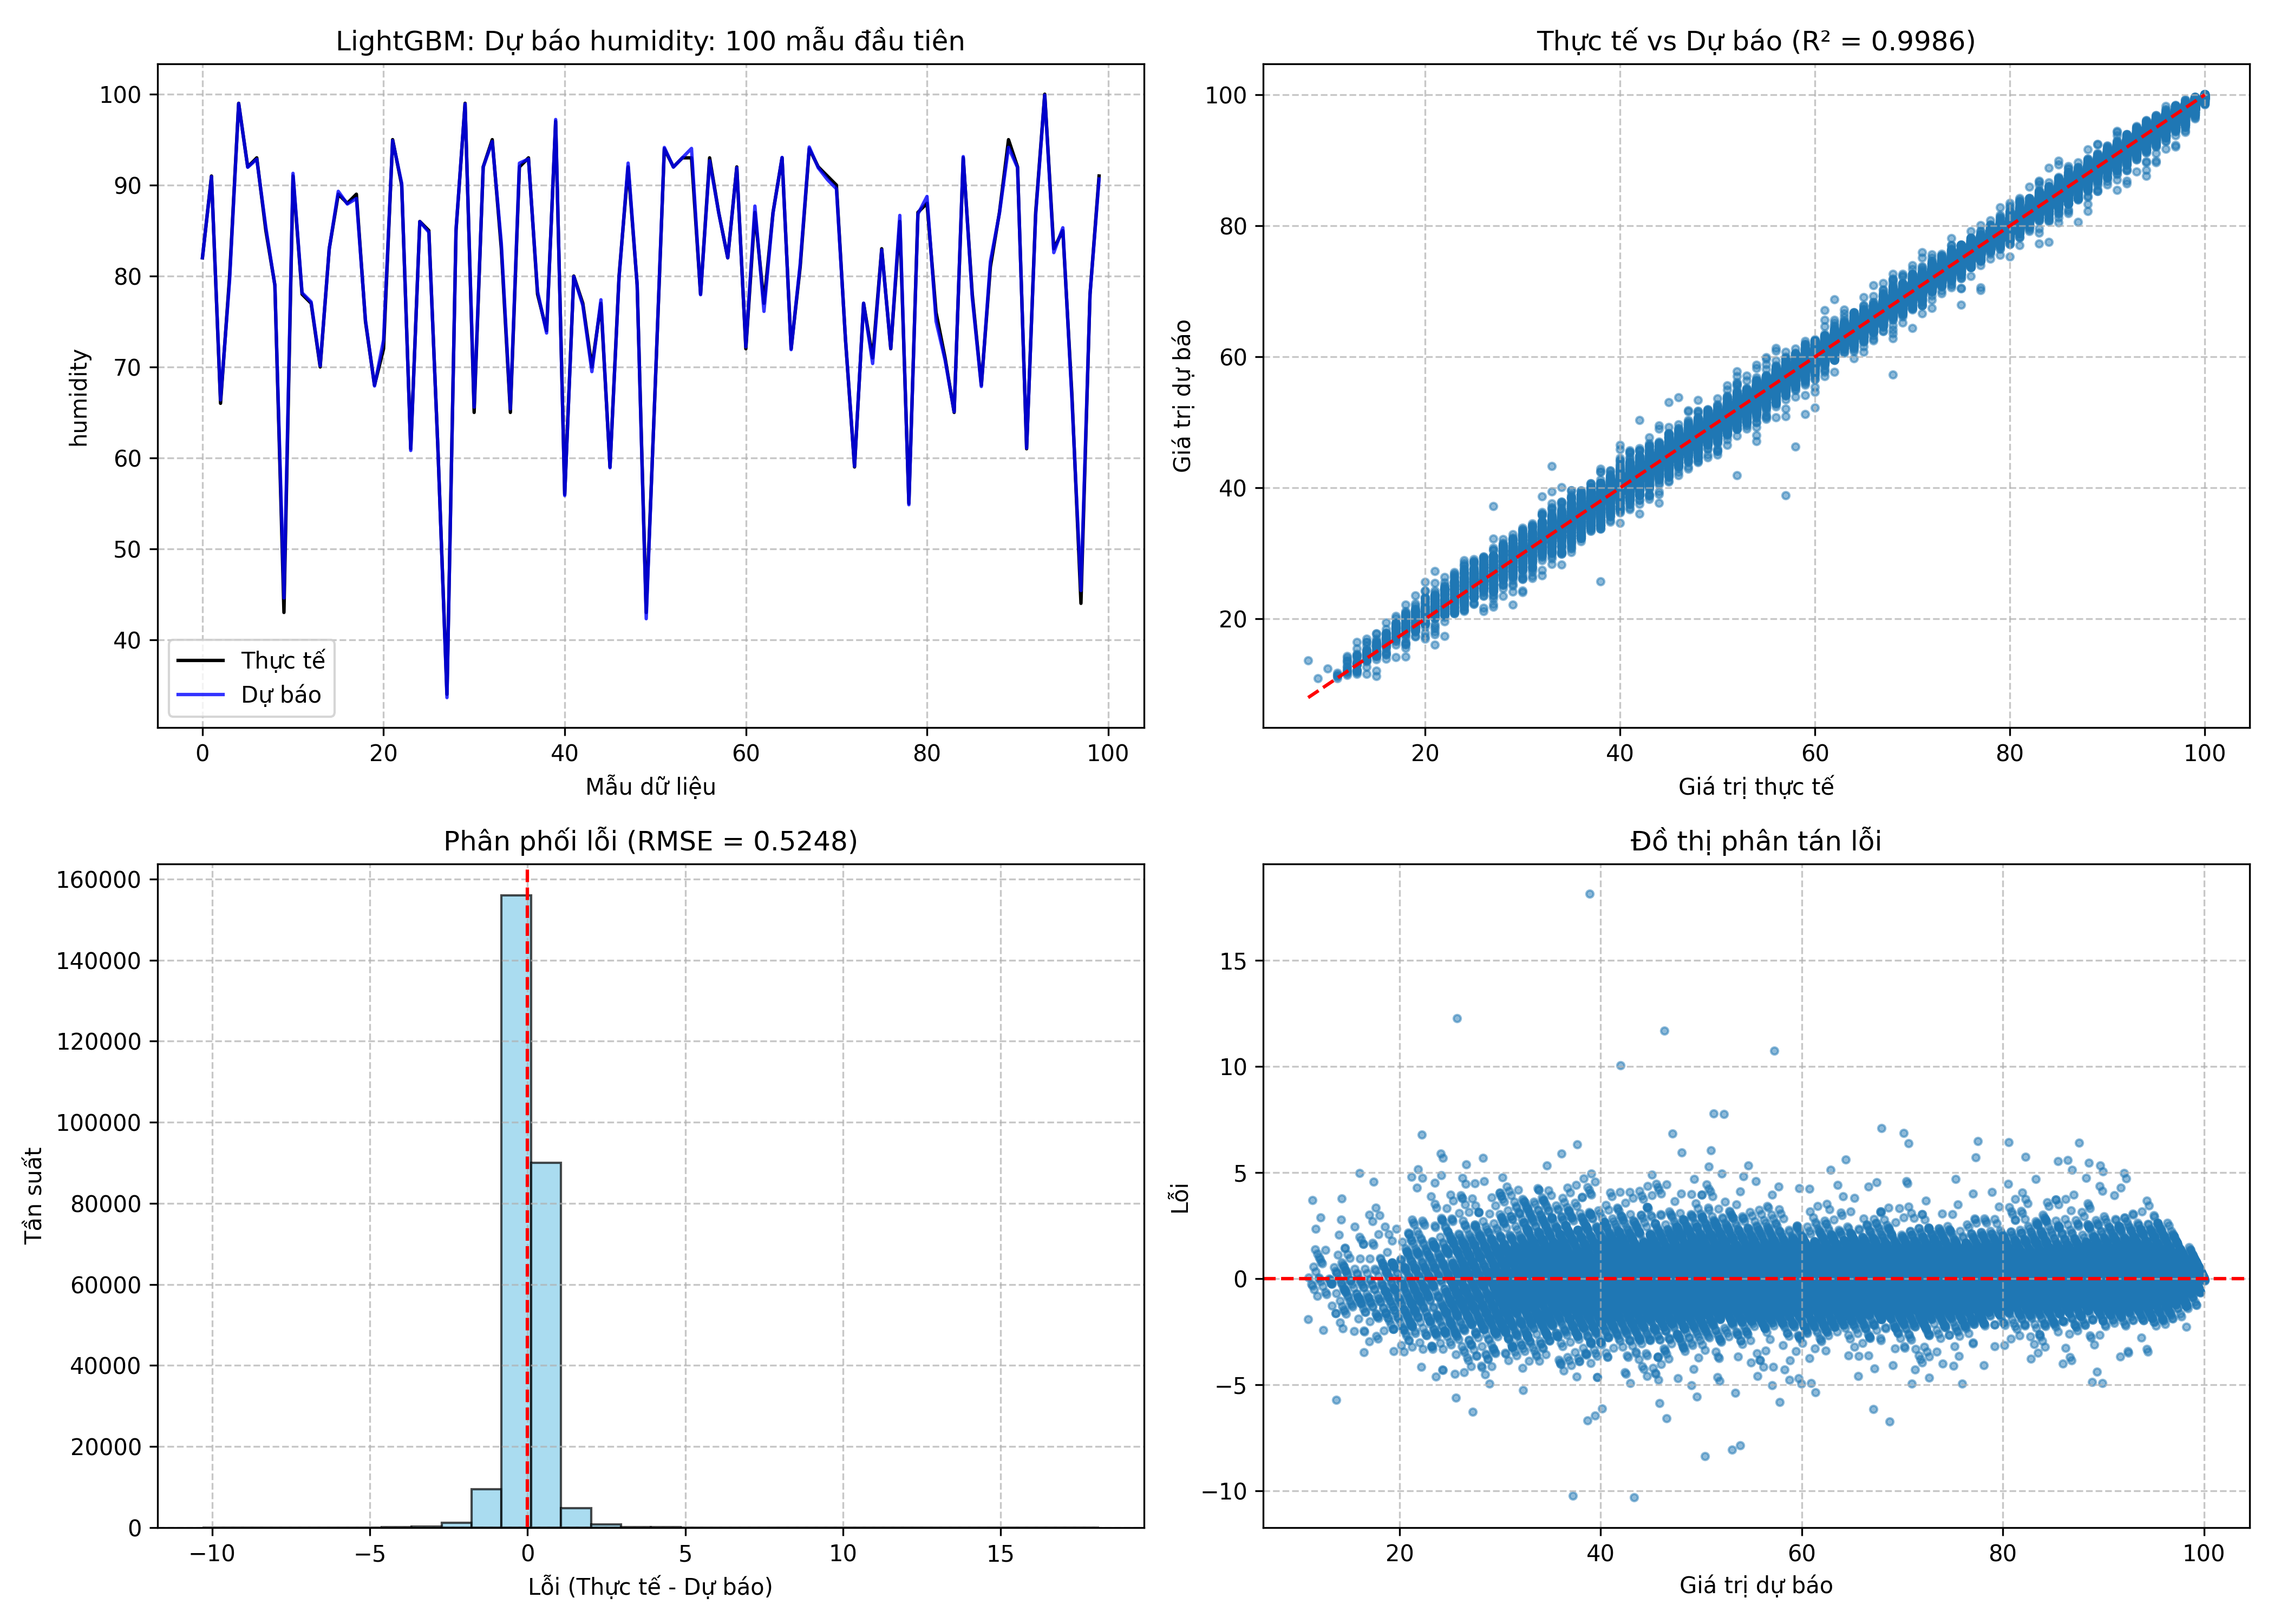 LightGBM: Dự báo humidity: 100 mẫu đầu tiên
humidity
100
90
80
70
60
50
40
Thực tế
Dự báo
0 20 40 60 80 100
Mẫu dữ liệu
Thực tế vs Dự báo (R² = 0.9986)
Giá trị dự báo
100
80
60
40
20
20 40 60 80 100
Giá trị thực tế
Phân phối lỗi (RMSE = 0.5248)
Tần suất
160000
140000
120000
100000
80000
60000
40000
20000
0
−10 −5 0 5 10 15
Lỗi (Thực tế - Dự báo)
Đồ thị phân tán lỗi
Lỗi
15
10
5
0
−5
−10
20 40 60 80 100
Giá trị dự báo